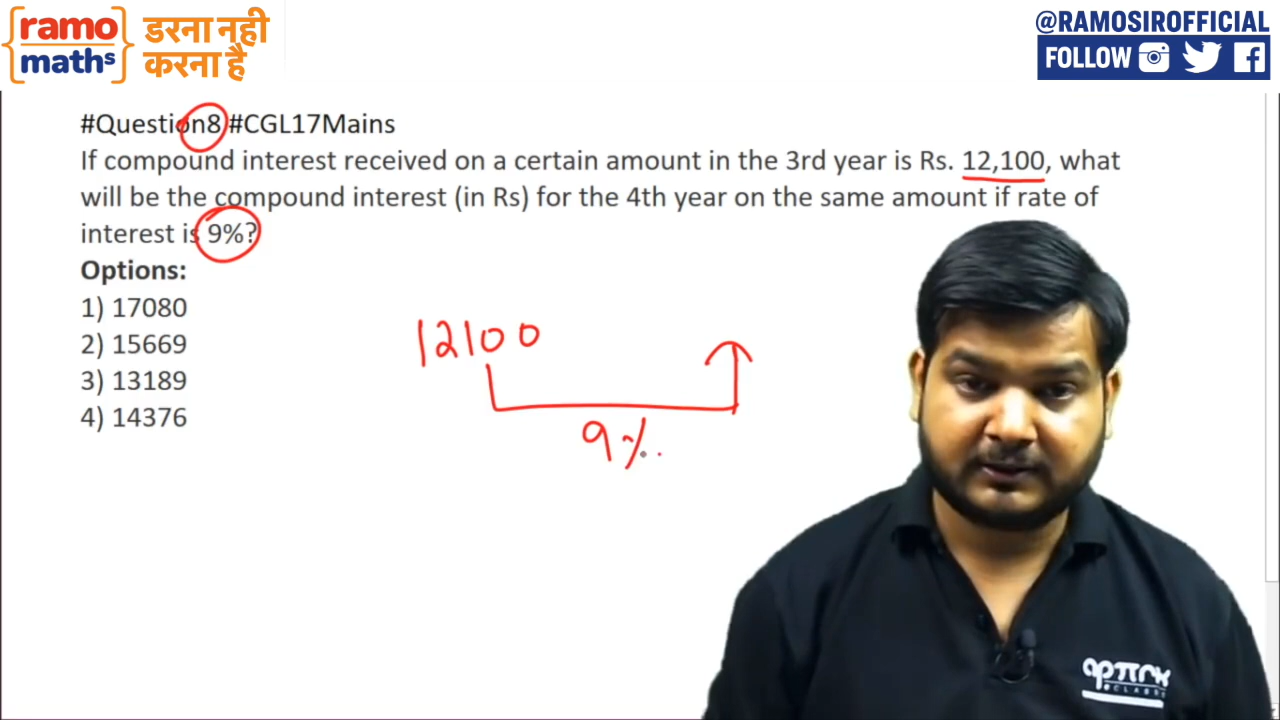 ramo
maths
डरना नही
करना है
@RAMOSIROFFICIAL
FOLLOW
#Question8 #CGL17Mains
If compound interest received on a certain amount in the 3rd year is Rs. 12,100, what
will be the compound interest (in Rs) for the 4th year on the same amount if rate of
interest is 9%?
Options:
1) 17080
2) 15669
3) 13189
4) 14376
12100
9%